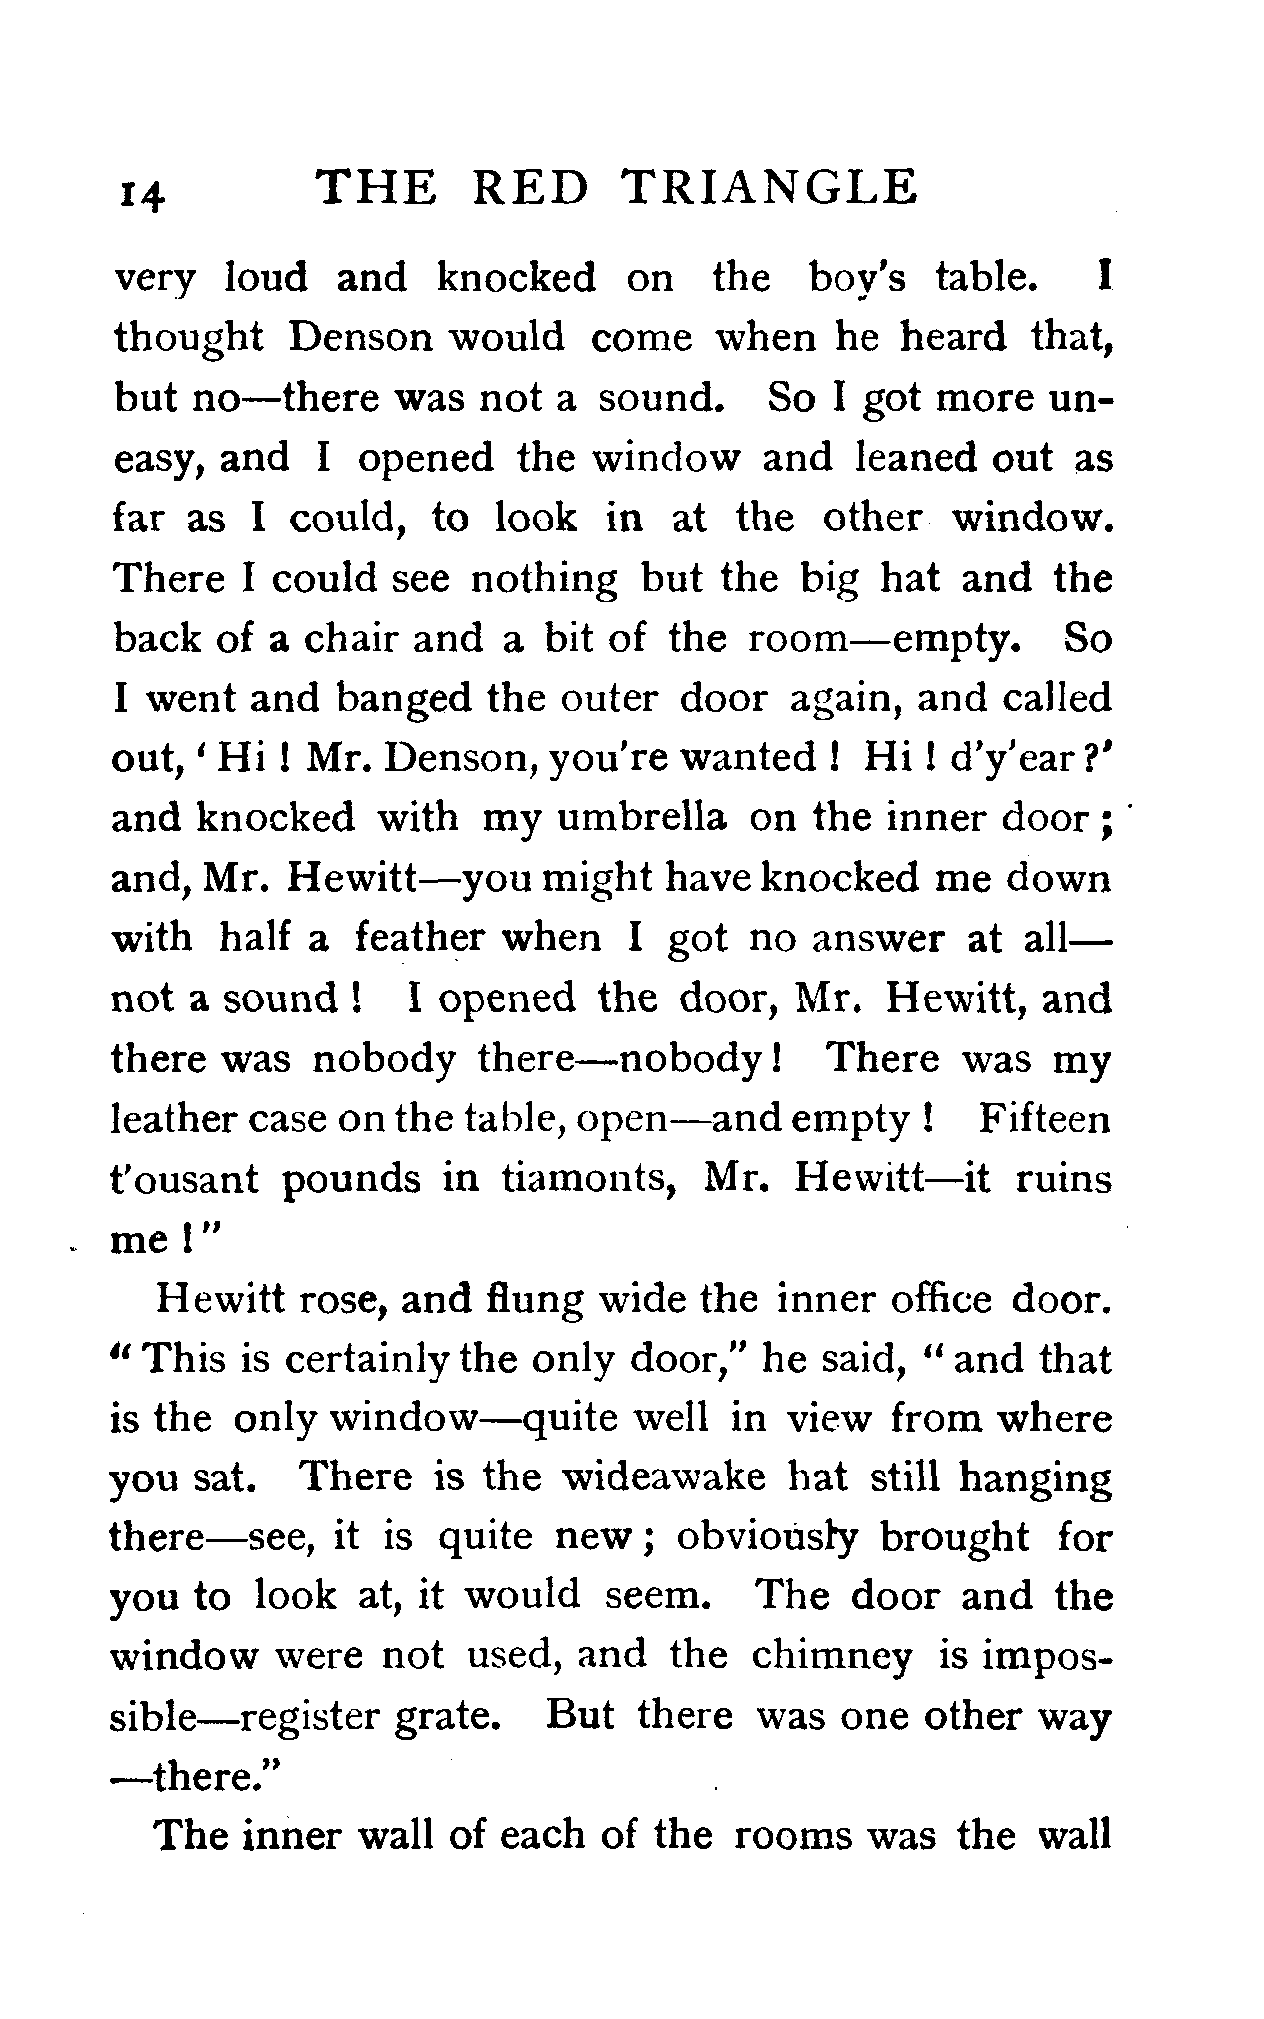 14 THE RED TRIANGLE
very loud and knocked on the boy's table. I
thought Denson would come when he heard that,
but no—there was not a sound. So I got more un-
easy, and I opened the window and leaned out as
far as I could, to look in at the other window.
There I could see nothing but the big hat and the
back of a chair and a bit of the room—empty. So
I went and banged the outer door again, and called
out, ‘ Hi ! Mr. Denson, you're wanted ! Hi ! d'y'ear ?’
and knocked with my umbrella on the inner door ;
and, Mr. Hewitt—you might have knocked me down
with half a feather when I got no answer at all—
not a sound ! I opened the door, Mr. Hewitt, and
there was nobody there—nobody ! There was my
leather case on the table, open—and empty ! Fifteen
t'ousant pounds in tiamonts, Mr. Hewitt—it ruins
me !”
Hewitt rose, and flung wide the inner office door.
“ This is certainly the only door,” he said, “ and that
is the only window—quite well in view from where
you sat. There is the wideawake hat still hanging
there—see, it is quite new ; obviously brought for
you to look at, it would seem. The door and the
window were not used, and the chimney is impos-
sible—register grate. But there was one other way
—there.”
The inner wall of each of the rooms was the wall